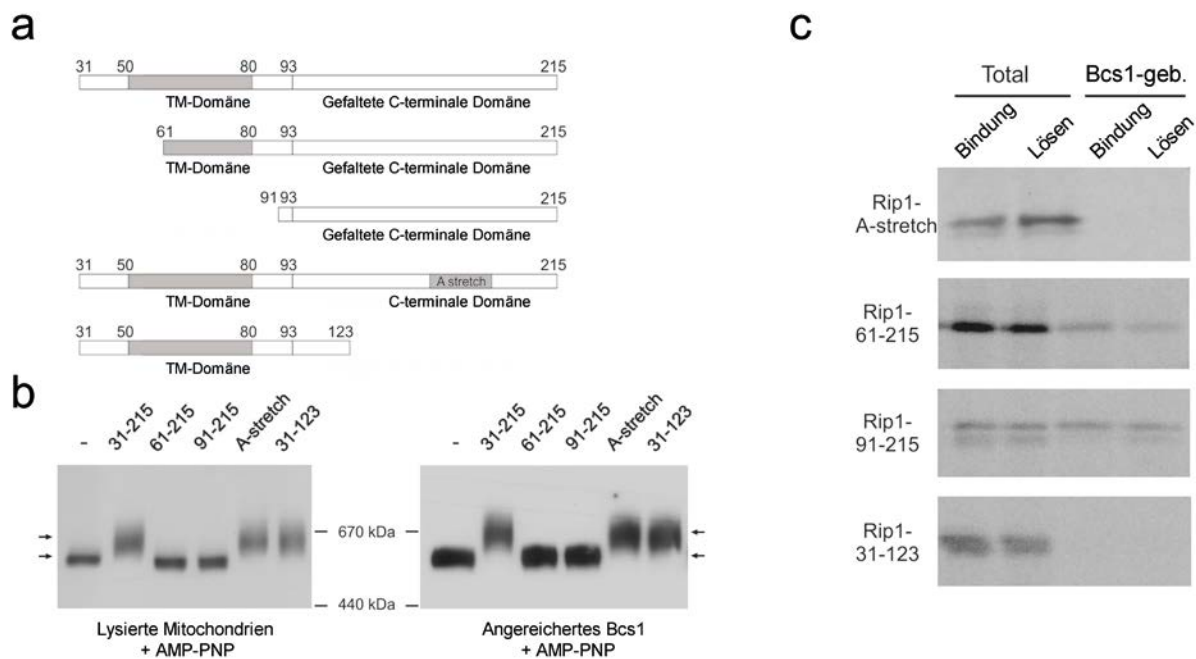 a
31 50 80 93 215
TM-Domäne Gefaltete C-terminale Domäne
61 80 93 215
TM-Domäne Gefaltete C-terminale Domäne
91 93 215
Gefaltete C-terminale Domäne
31 50 80 93 215
A stretch
TM-Domäne C-terminale Domäne
31 50 80 93 123
TM-Domäne
b
- 31-215 61-215 91-215 A-stretch 31-123
- 31-215 61-215 91-215 A-stretch 31-123
670 kDa
440 kDa
Lysierte Mitochondrien
+ AMP-PNP
Angereichertes Bcs1
+ AMP-PNP
c
Total Bcs1-geb.
Bindung Lösen Bindung Lösen
Rip1-
A-stretch
Rip1-
61-215
Rip1-
91-215
Rip1-
31-123